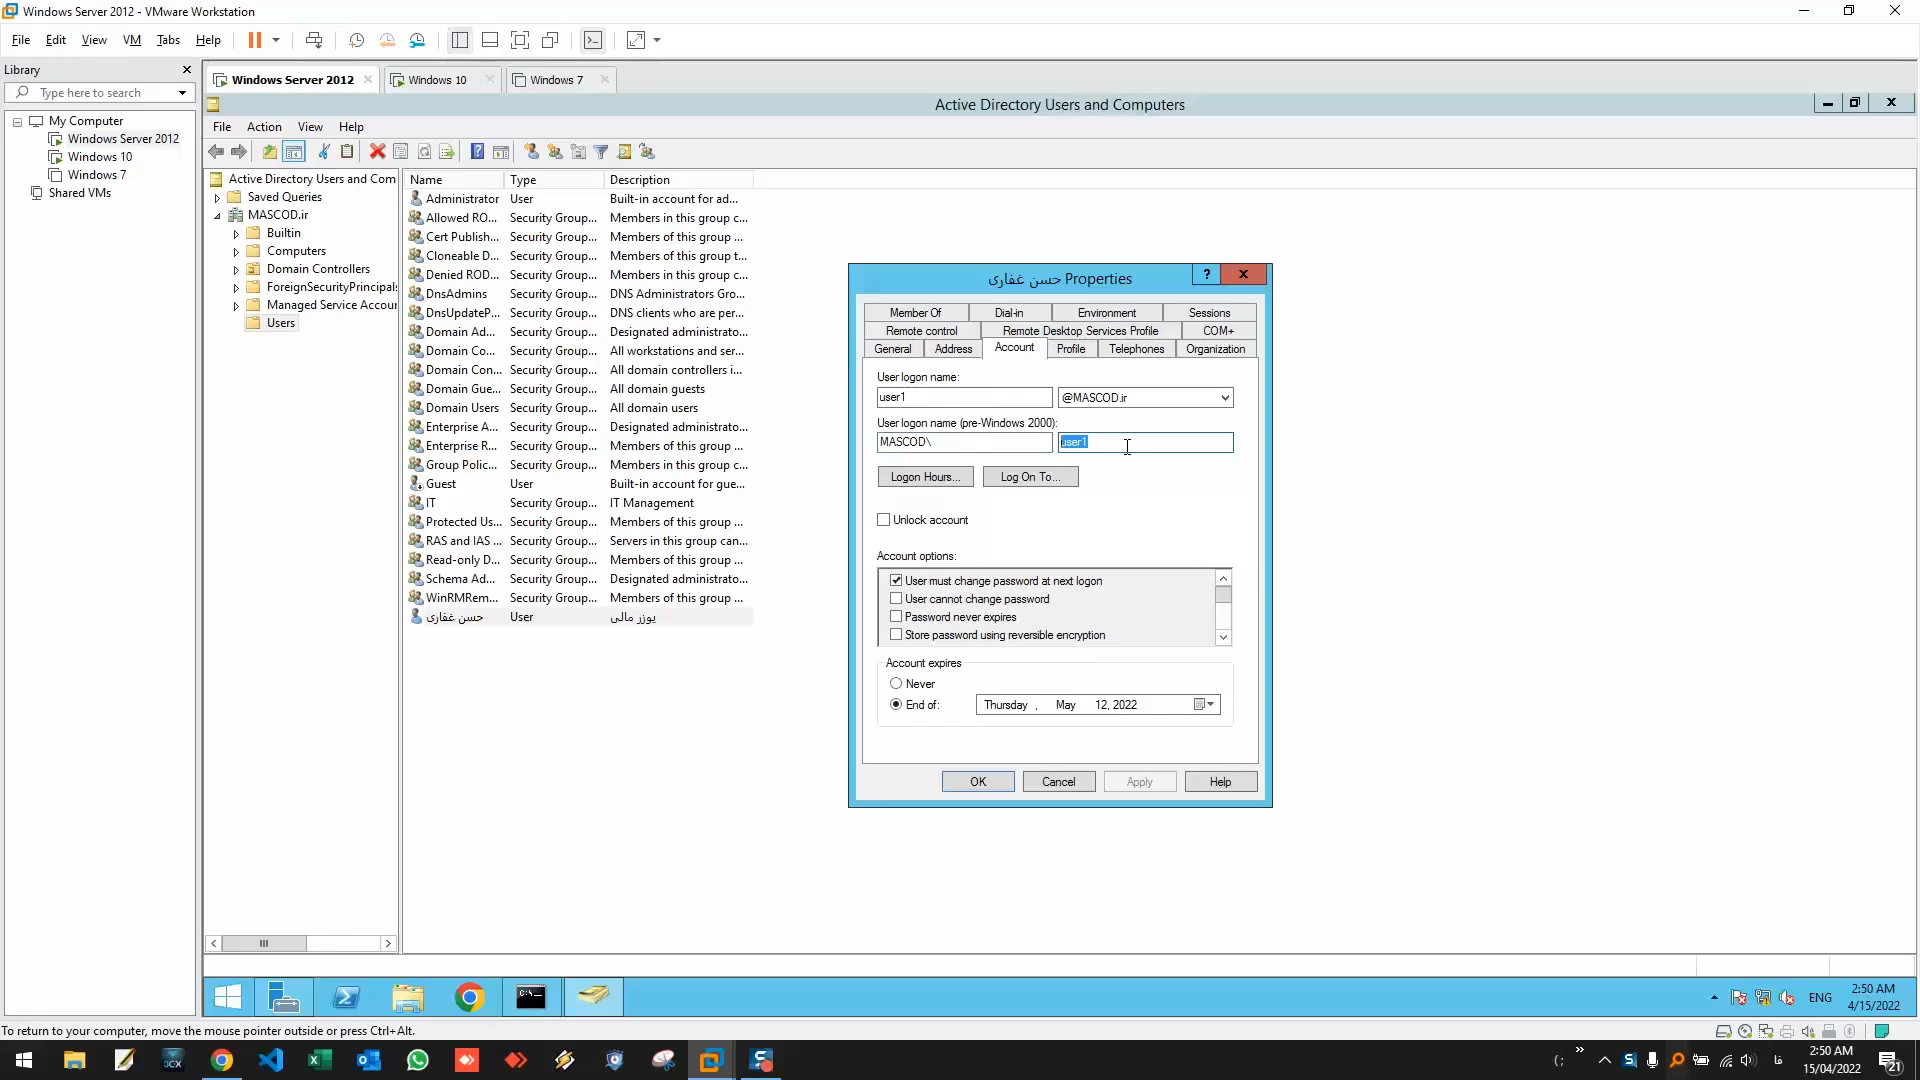 Windows Server 2012 - VMware Workstation
File Edit View VM Tabs Help
Library
Type here to search
My Computer
Windows Server 2012
Windows 10
Windows 7
Shared VMs
Windows Server 2012
Windows 10
Windows 7
Active Directory Users and Computers
File Action View Help
Active Directory Users and Com
Saved Queries
MASCOD.ir
Builtin
Computers
Domain Controllers
ForeignSecurityPrincipals
Managed Service Accour
Users
Name Type Description
Administrator User Built-in account for ad...
Allowed RO... Security Group... Members in this group c...
Cert Publish... Security Group... Members of this group ...
Cloneable D... Security Group... Members of this group t...
Denied ROD... Security Group... Members in this group c...
DnsAdmins Security Group... DNS Administrators Gro...
DnsUpdateP... Security Group... DNS clients who are per...
Domain Ad... Security Group... Designated administrato...
Domain Co... Security Group... All workstations and ser...
Domain Con... Security Group... All domain controllers i...
Domain Gue... Security Group... All domain guests
Domain Users Security Group... All domain users
Enterprise A... Security Group... Designated administrato...
Enterprise R... Security Group... Members of this group ...
Group Polic... Security Group... Members in this group c...
Guest User Built-in account for gue...
IT Security Group... IT Management
Protected Us... Security Group... Members of this group ...
RAS and IAS ... Security Group... Servers in this group can...
Read-only D... Security Group... Members of this group ...
Schema Ad... Security Group... Designated administrato...
WinRMRem... Security Group... Members of this group ...
حسن غفاری User یوزر مالی
حسن غفاری Properties
? X
Member Of Dial-in Environment Sessions
Remote control Remote Desktop Services Profile COM+
General Address Account Profile Telephones Organization
User logon name:
user1 @MASCOD.ir
User logon name (pre-Windows 2000):
MASCOD\ user1
Logon Hours... Log On To...
Unlock account
Account options:
User must change password at next logon
User cannot change password
Password never expires
Store password using reversible encryption
Account expires
Never
End of: Thursday , May 12, 2022
OK Cancel Apply Help
ENG
2:50 AM
4/15/2022
To return to your computer, move the mouse pointer outside or press Ctrl+Alt.
3CX
فا
2:50 AM
15/04/2022
21